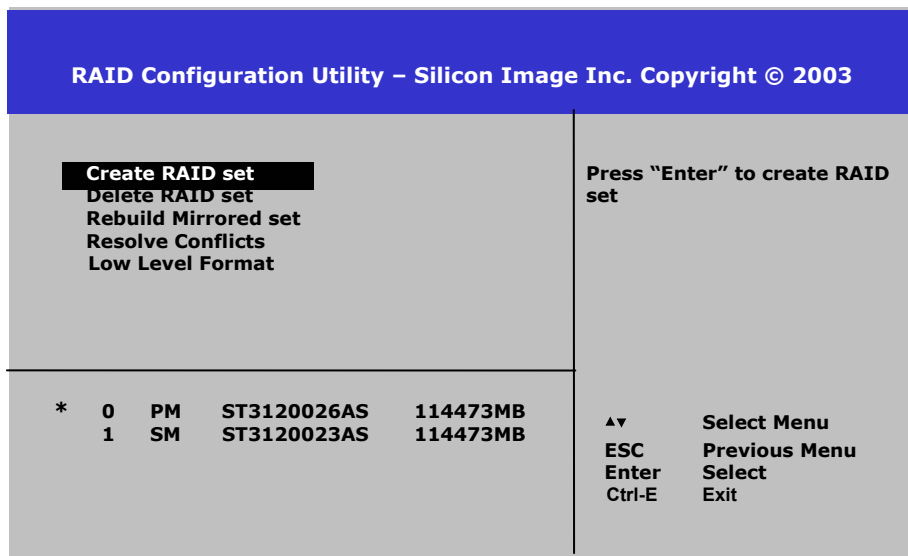 RAID Configuration Utility – Silicon Image Inc. Copyright © 2003
Create RAID set
Delete RAID set
Rebuild Mirrored set
Resolve Conflicts
Low Level Format
Press “Enter” to create RAID
set
* 0 PM ST3120026AS 114473MB
1 SM ST3120023AS 114473MB
▲▼ Select Menu
ESC Previous Menu
Enter Select
Ctrl-E Exit